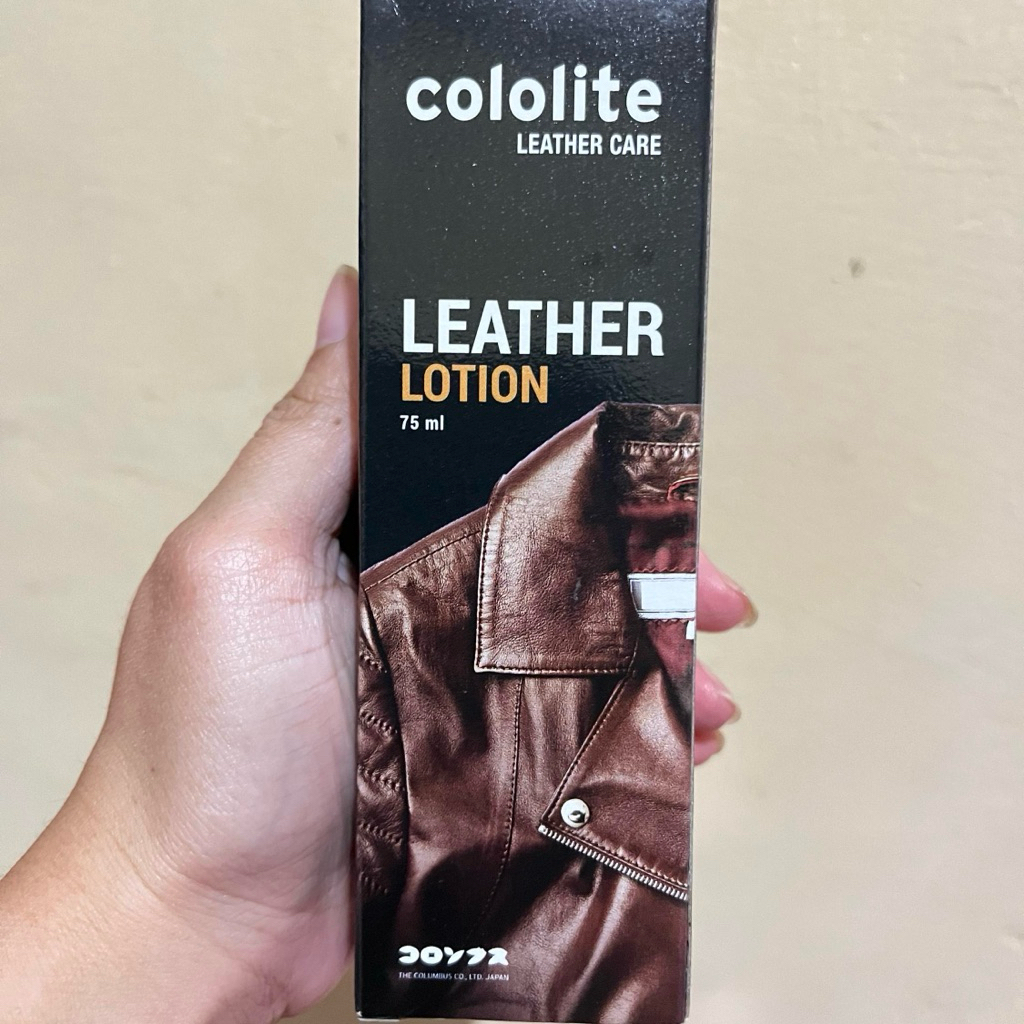 cololite
LEATHER CARE
LEATHER
LOTION
75 ml
コロンブス
THE COLUMBUS CO., LTD. JAPAN